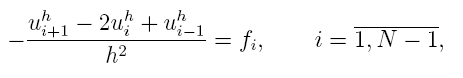 $-\frac{u_{i+1}^h - 2u_i^h + u_{i-1}^h}{h^2} = f_i, \qquad i = \overline{1, N-1},$